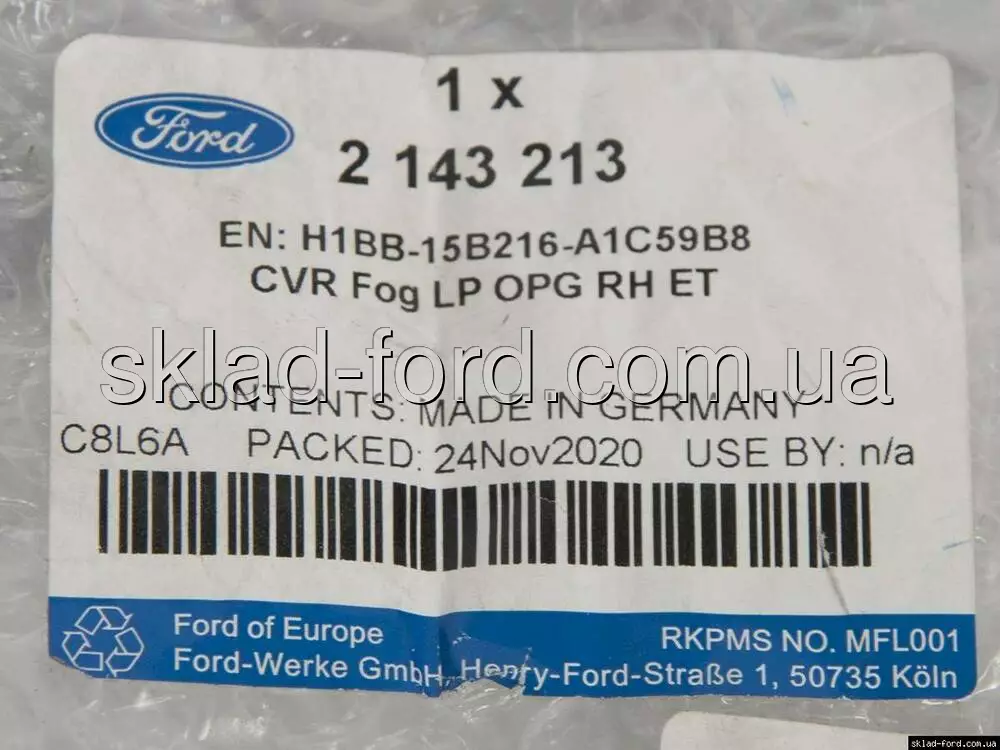 1 x
Ford
2 143 213
EN: H1BB-15B216-A1C59B8
CVR Fog LP OPG RH ET
sklad-ford.com.ua
CONTENTS: MADE IN GERMANY
C8L6A PACKED: 24Nov2020 USE BY: n/a
Ford of Europe
Ford-Werke GmbH, Henry-Ford-Straße 1, 50735 Köln
RKPMS NO. MFL001
sklad-ford.com.ua